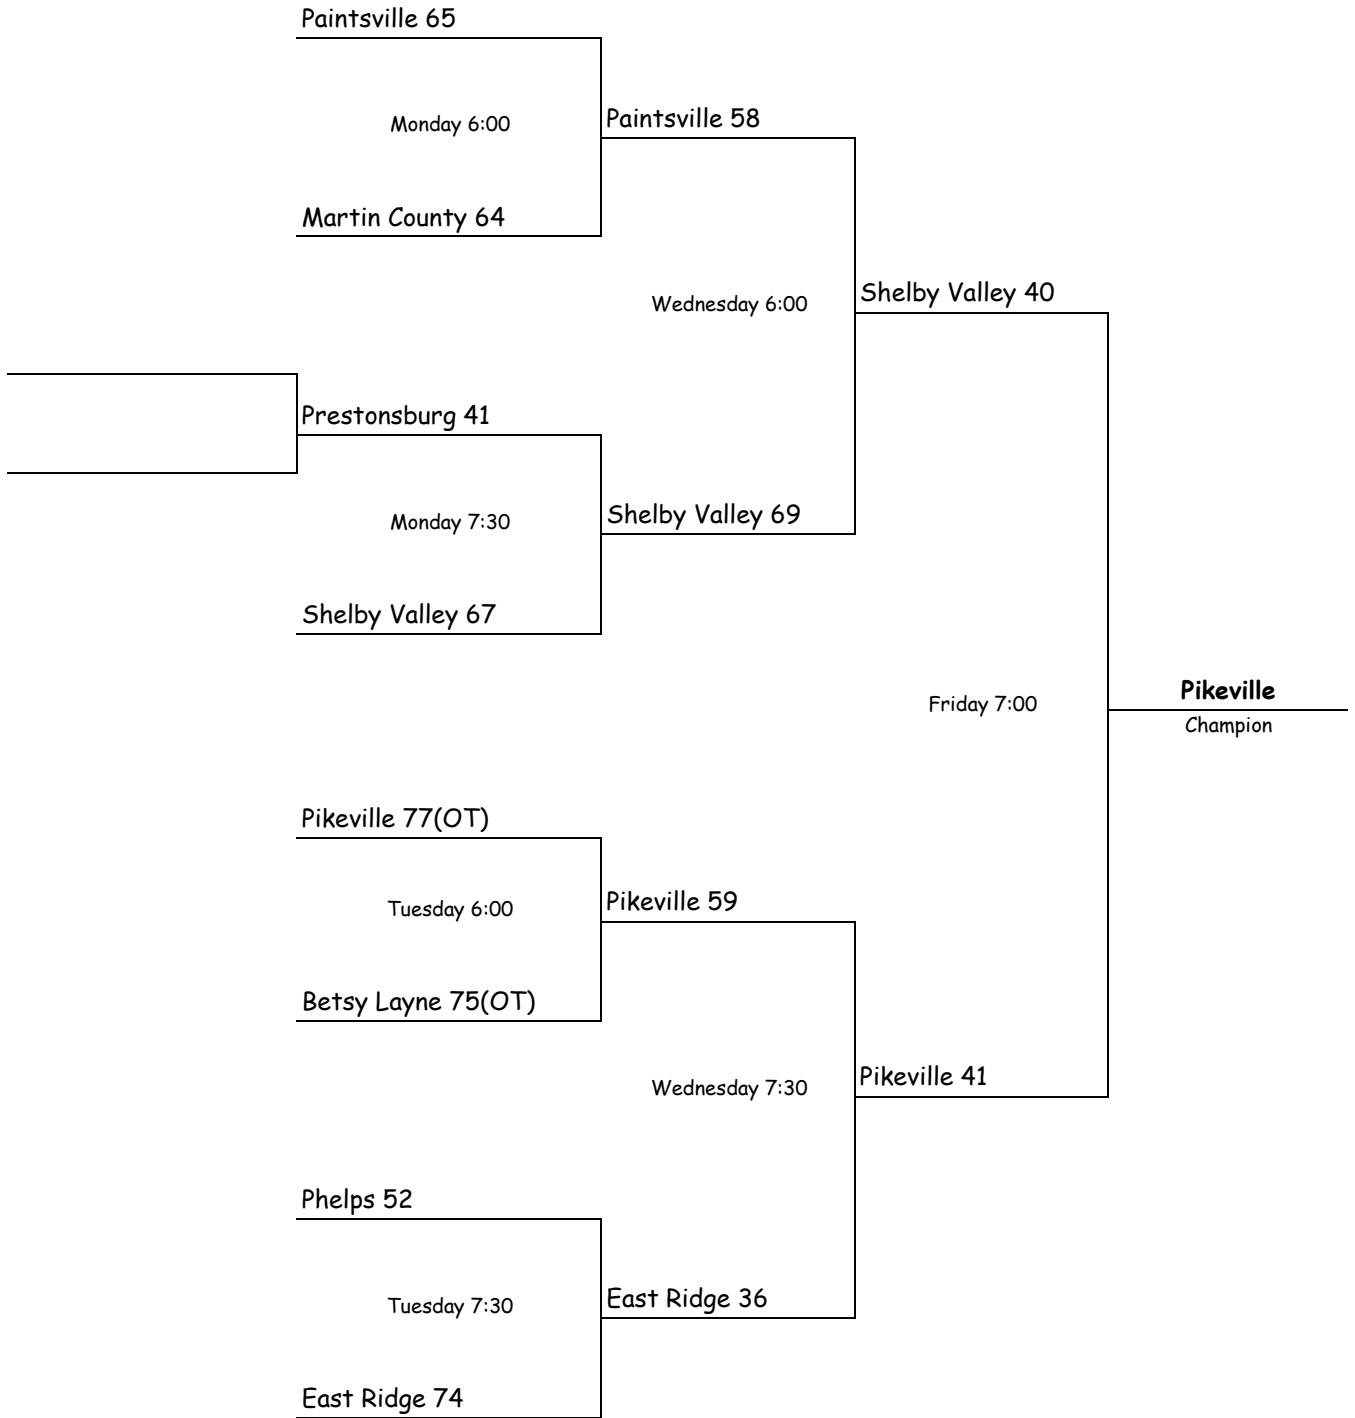 Paintsville 65
Monday 6:00
Paintsville 58
Martin County 64
Wednesday 6:00
Shelby Valley 40
Prestonsburg 41
Monday 7:30
Shelby Valley 69
Shelby Valley 67
Friday 7:00
Pikeville
Champion
Pikeville 77(OT)
Tuesday 6:00
Pikeville 59
Betsy Layne 75(OT)
Wednesday 7:30
Pikeville 41
Phelps 52
Tuesday 7:30
East Ridge 36
East Ridge 74